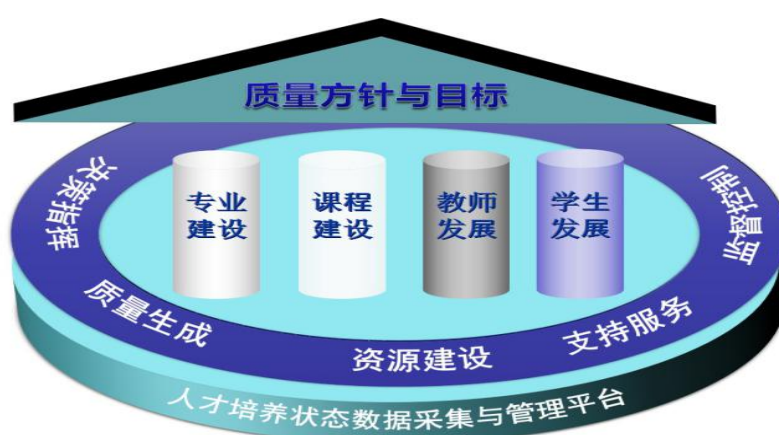 质量方针与目标
专业
建设
课程
建设
教师
发展
学生
发展
决策指挥
质量生成
资源建设
支持服务
监督控制
人才培养状态数据采集与管理平台